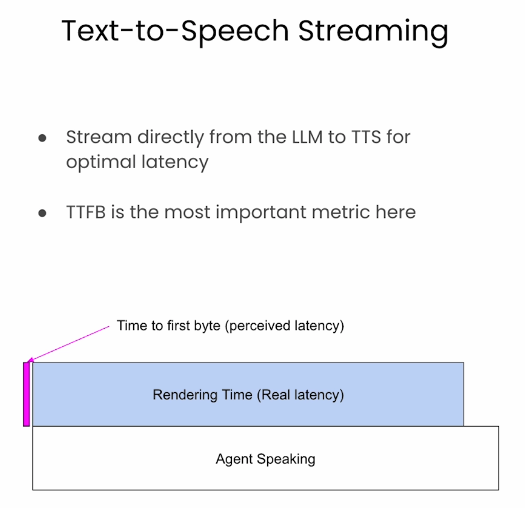 Text-to-Speech Streaming
● Stream directly from the LLM to TTS for
optimal latency
● TTFB is the most important metric here
Time to first byte (perceived latency)
Rendering Time (Real latency)
Agent Speaking